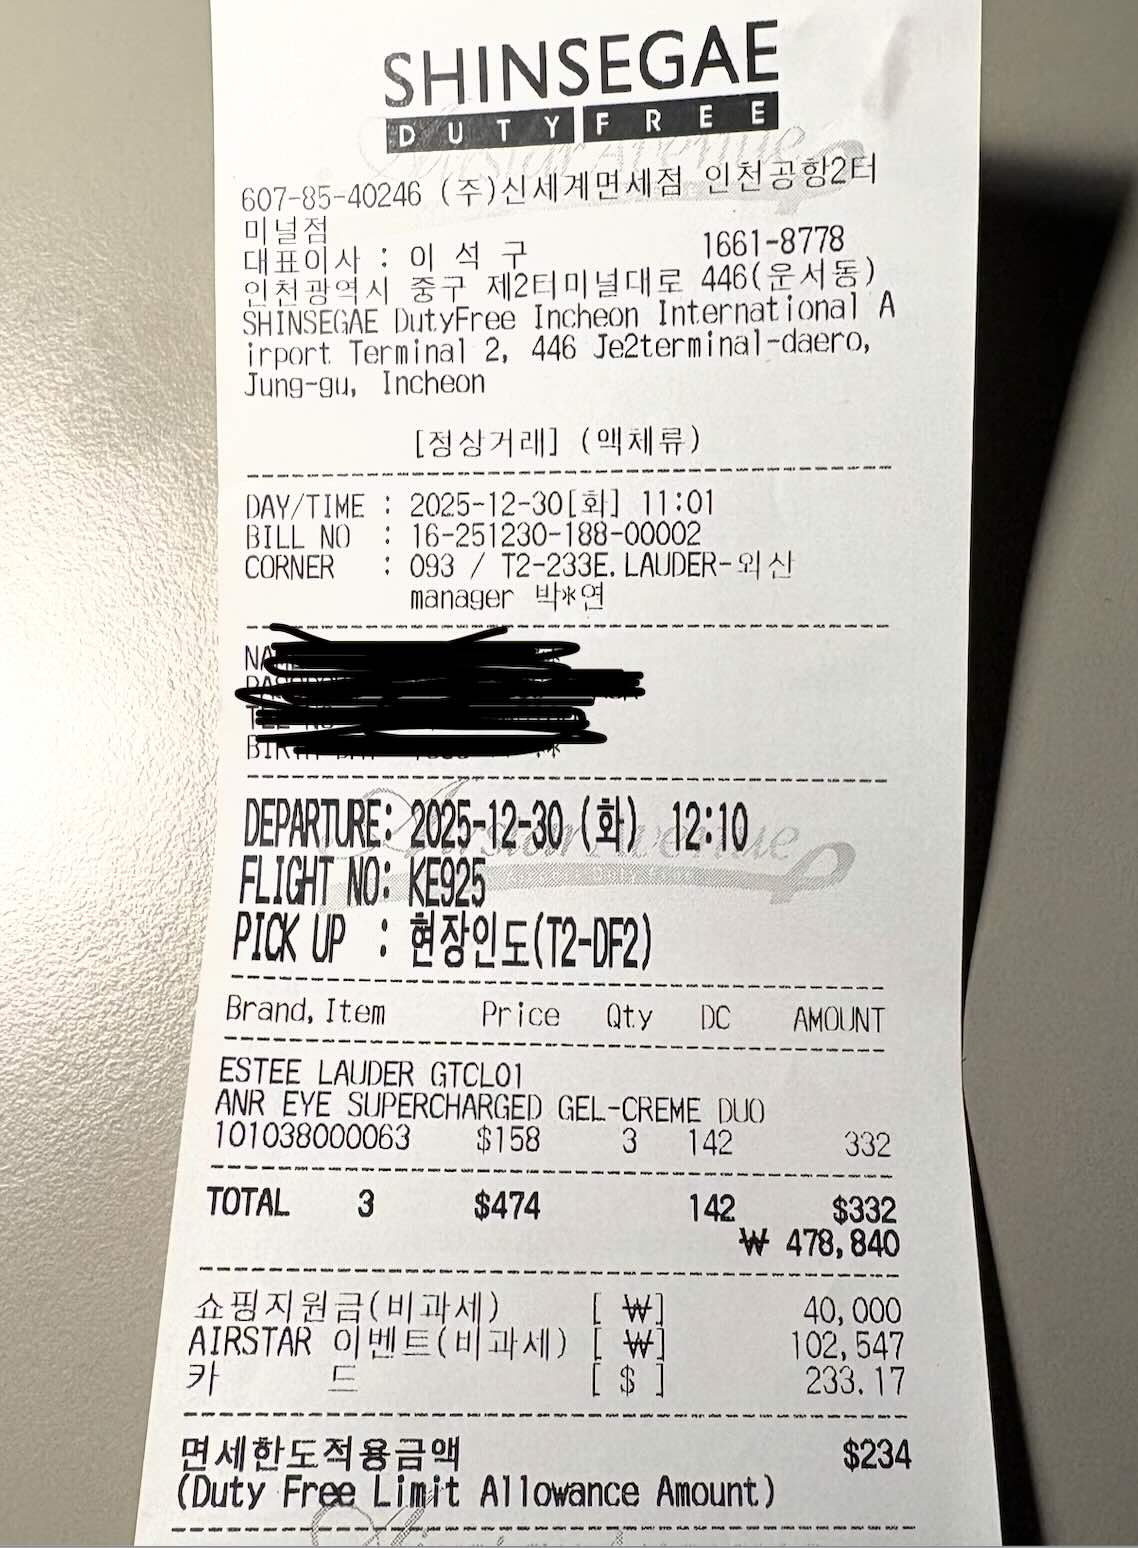 SHINSEGAE
DUTY FREE
607-85-40246 (주)신세계면세점 인천공항2터
미널점
대표이사 : 이 석 구 1661-8778
인천광역시 중구 제2터미널대로 446(운서동)
SHINSEGAE DutyFree Incheon International A
irport Terminal 2, 446 Je2terminal-daero,
Jung-gu, Incheon
[정상거래] (액체류)
DAY/TIME : 2025-12-30[화] 11:01
BILL NO : 16-251230-188-00002
CORNER : 093 / T2-233E.LAUDER-외산
manager 박*연
DEPARTURE: 2025-12-30 (화) 12:10
FLIGHT NO: KE925
PICK UP : 현장인도(T2-DF2)
Brand, Item Price Qty DC AMOUNT
ESTEE LAUDER GTCL01
ANR EYE SUPERCHARGED GEL-CREME DUO
101038000063 $158 3 142 332
TOTAL 3 $474 142 $332
₩ 478,840
쇼핑지원금(비과세) [ ₩] 40,000
AIRSTAR 이벤트(비과세) [ ₩] 102,547
카 드 [ $ ] 233.17
면세한도적용금액 $234
(Duty Free Limit Allowance Amount)